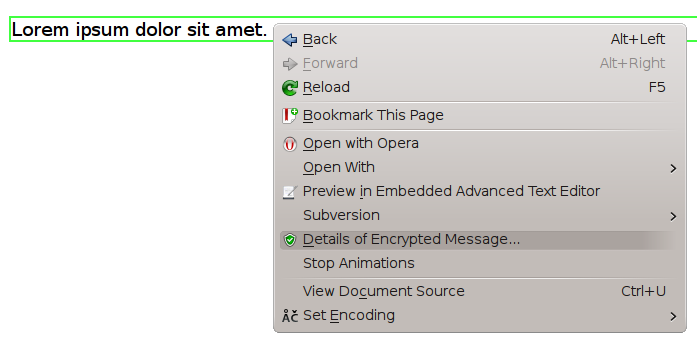 Lorem ipsum dolor sit amet.
Back Alt+Left
Forward Alt+Right
Reload F5
Bookmark This Page
Open with Opera
Open With
Preview in Embedded Advanced Text Editor
Subversion
Details of Encrypted Message...
Stop Animations
View Document Source Ctrl+U
Set Encoding